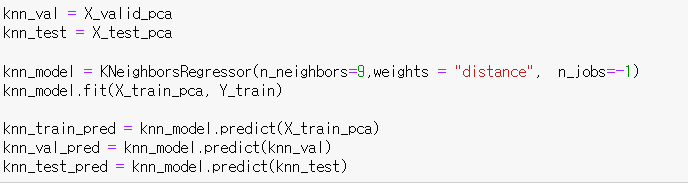 knn_val = X_valid_pca
knn_test = X_test_pca
knn_model = KNeighborsRegressor(n_neighbors=9,weights = "distance",  n_jobs=-1)
knn_model.fit(X_train_pca, Y_train)
knn_train_pred = knn_model.predict(X_train_pca)
knn_val_pred = knn_model.predict(knn_val)
knn_test_pred = knn_model.predict(knn_test)